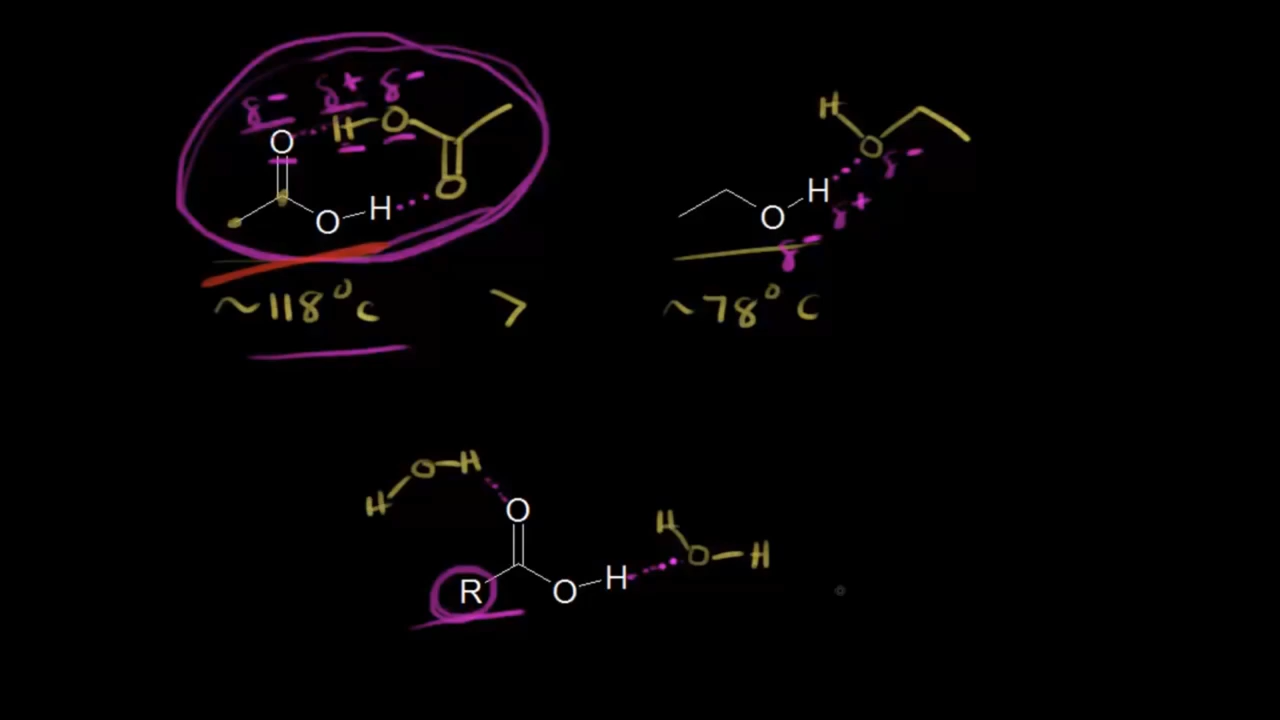 δ- δ+ δ-
O H O
O H O
~118°C > ~78°C
H
O
H δ-
O δ+
δ-
H O H
O
R O H
H
O H